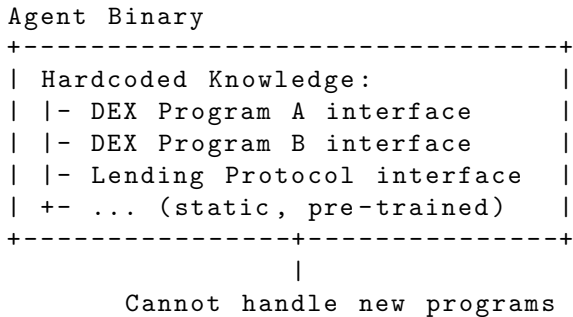 Agent Binary
+---------------------------------+
| Hardcoded Knowledge:            |
| |- DEX Program A interface      |
| |- DEX Program B interface      |
| |- Lending Protocol interface   |
| +- ... (static, pre-trained)    |
+-----------------+---------------+
|
Cannot handle new programs